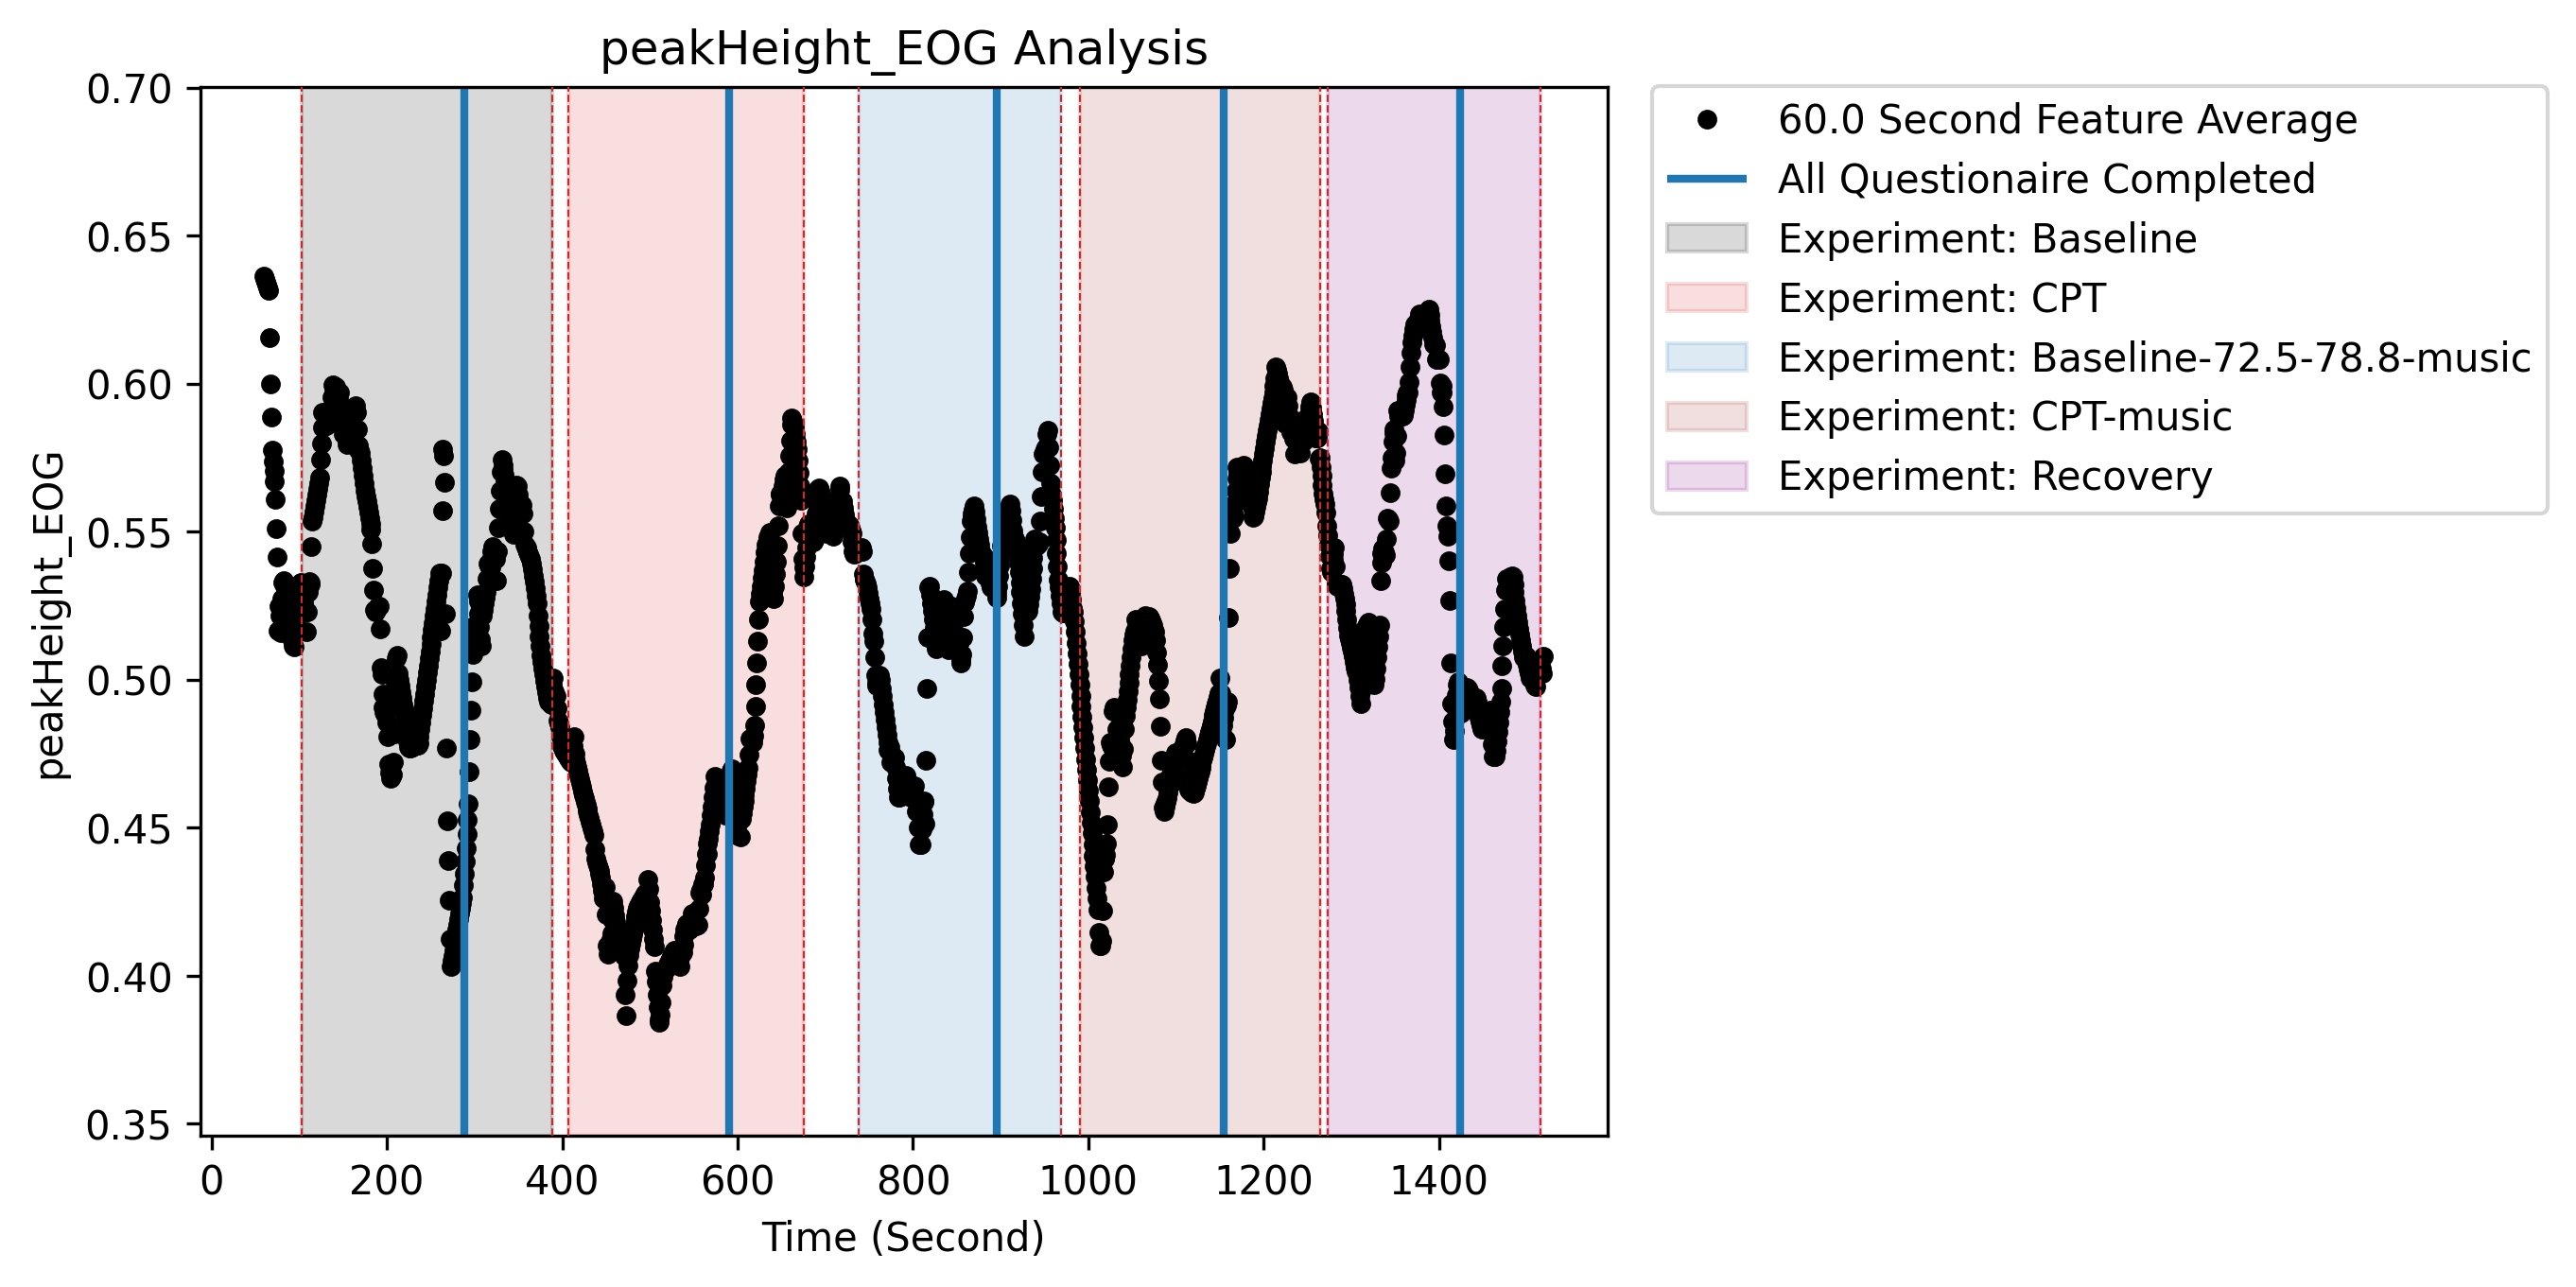 peakHeight_EOG Analysis
0.70
0.65
0.60
0.55
0.50
0.45
0.40
0.35
peakHeight_EOG
0 200 400 600 800 1000 1200 1400
Time (Second)
60.0 Second Feature Average
All Questionaire Completed
Experiment: Baseline
Experiment: CPT
Experiment: Baseline-72.5-78.8-music
Experiment: CPT-music
Experiment: Recovery